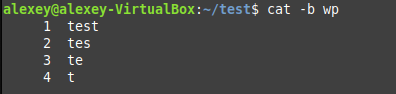 alexey@alexey-VirtualBox:~/test$ cat -b wp
1 test
2 tes
3 te
4 t